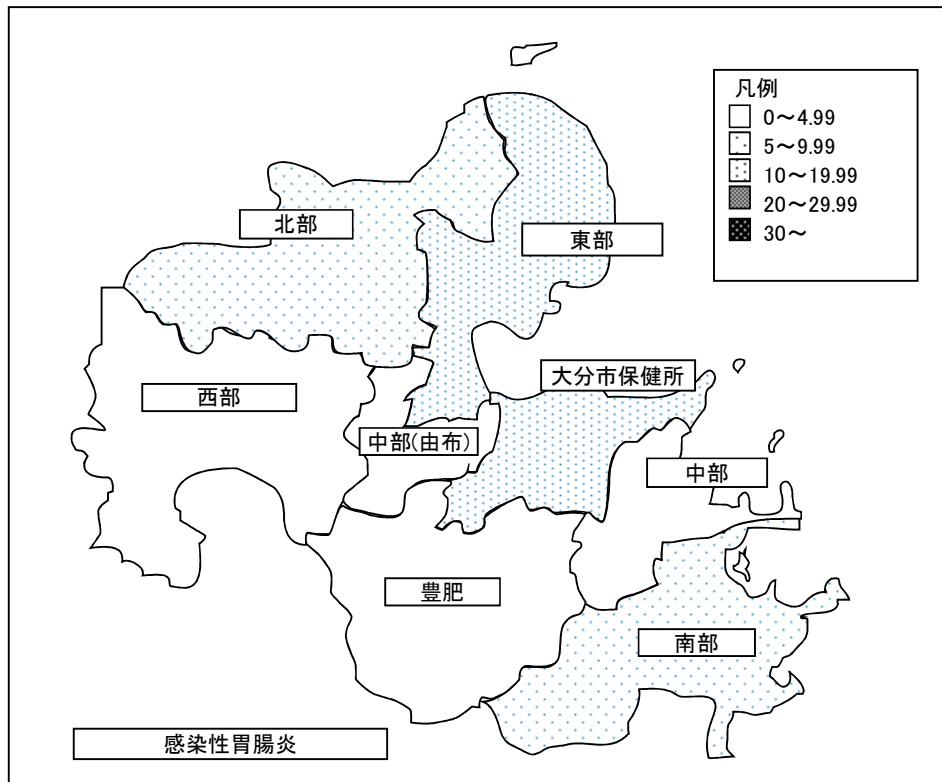 凡例
0～4.99
5～9.99
10～19.99
20～29.99
30～
北部
東部
大分市保健所
西部
中部(由布)
中部
豊肥
南部
感染性胃腸炎